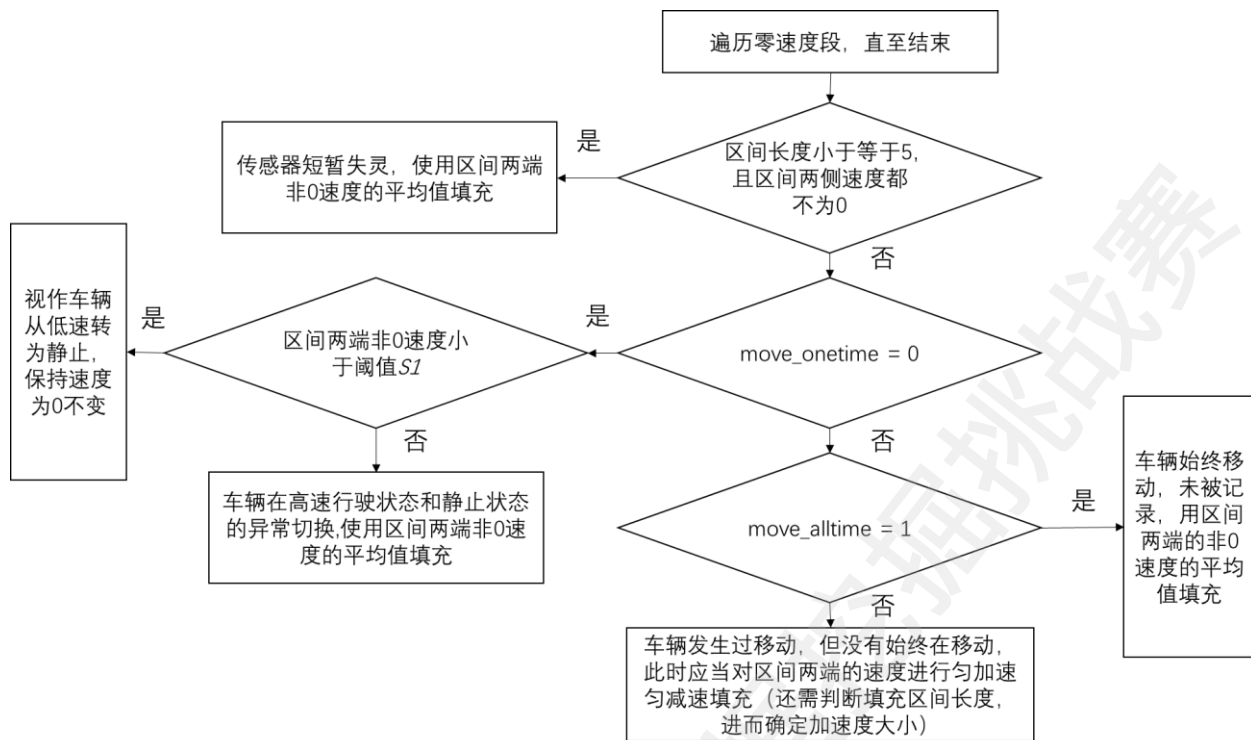 遍历零速度段，直至结束
是
区间长度小于等于5,
且区间两侧速度都
不为0
传感器短暂失灵，使用区间两端
非0速度的平均值填充
否
视作车辆
从低速转
为静止，
保持速度
为0不变
是
区间两端非0速度小
于阈值S1
是
move_onetime = 0
否
否
车辆在高速行驶状态和静止状态
的异常切换,使用区间两端非0速
度的平均值填充
move_alltime = 1
是
车辆始终移
动，未被记
录，用区间
两端的非0
速度的平均
值填充
否
车辆发生过移动，但没有始终在移动，
此时应当对区间两端的速度进行匀加速
匀减速填充（还需判断填充区间长度，
进而确定加速度大小）
挖掘挑战赛